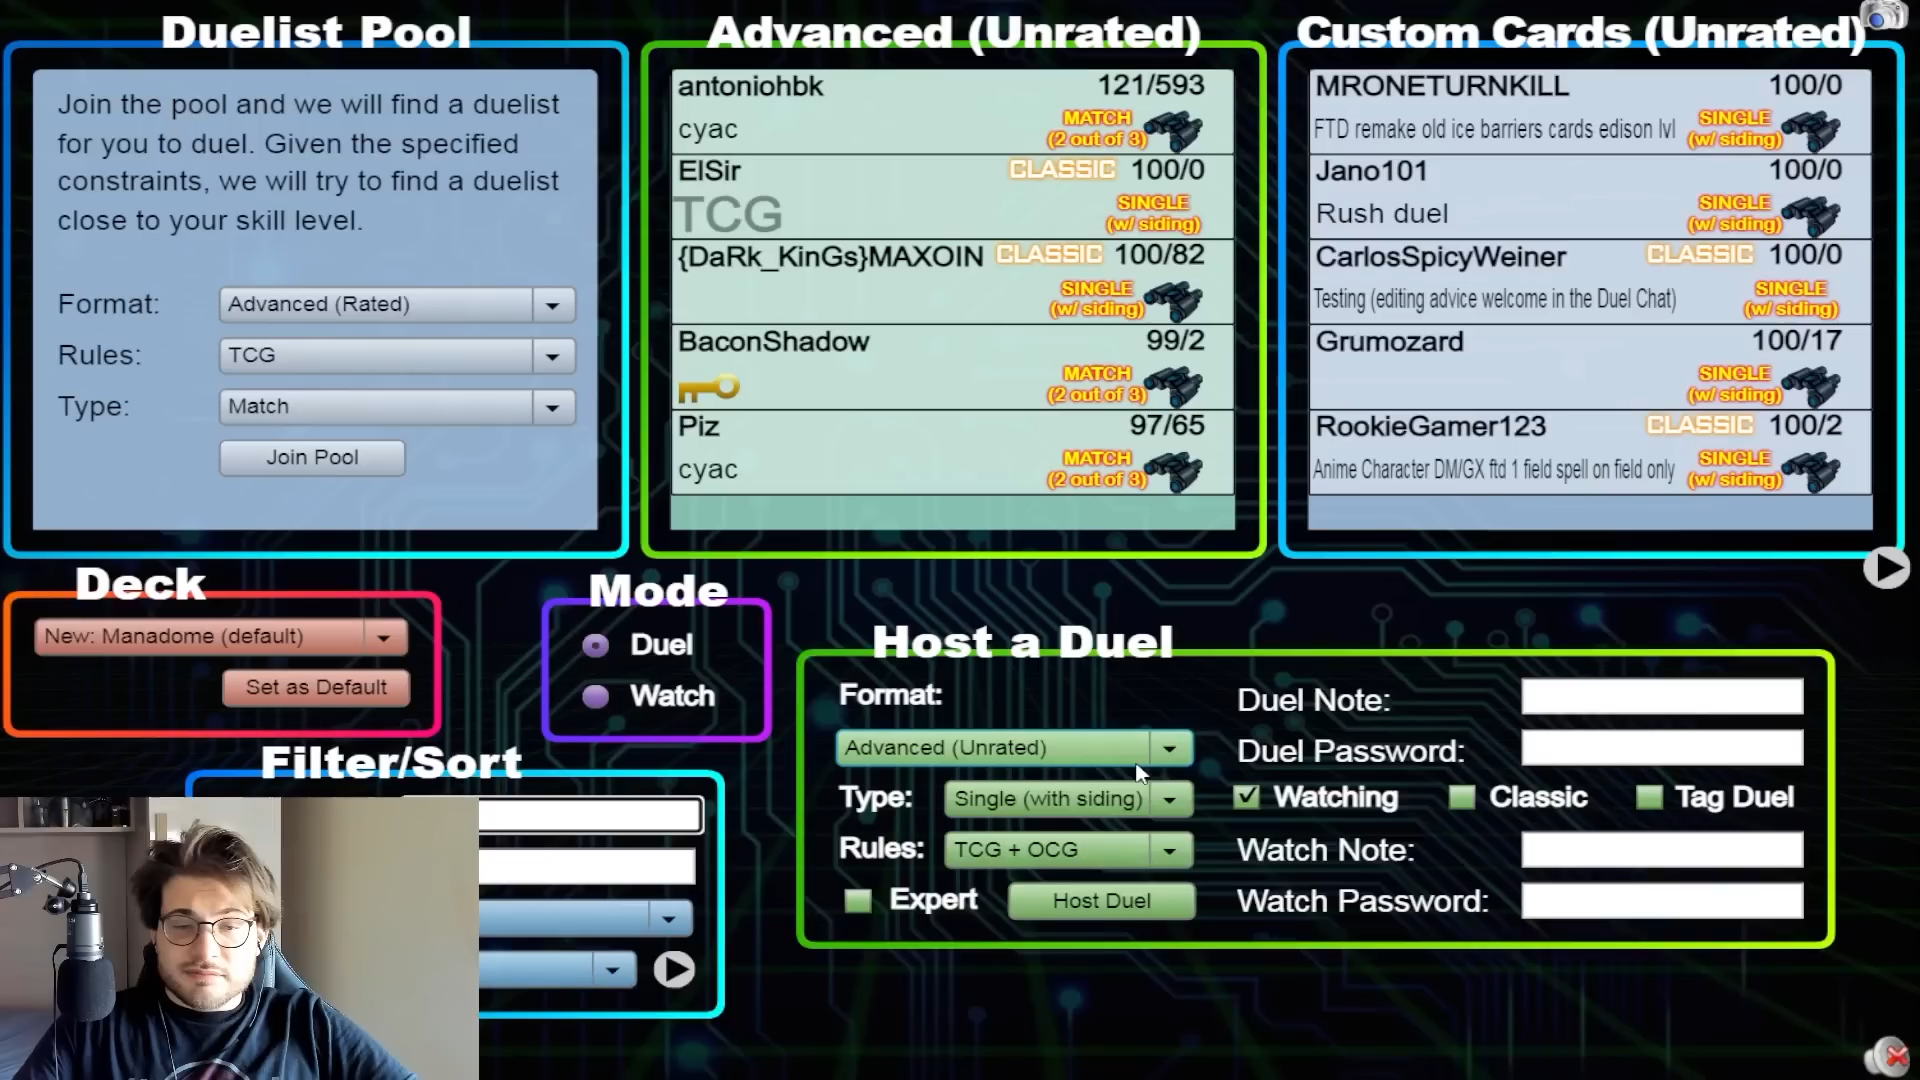 Duelist Pool
Join the pool and we will find a duelist
for you to duel. Given the specified
constraints, we will try to find a duelist
close to your skill level.
Format: Advanced (Rated)
Rules: TCG
Type: Match
Join Pool
Advanced (Unrated)
antoniohbk 121/593
cyac MATCH
(2 out of 3)
ElSir CLASSIC 100/0
TCG SINGLE
(w/ siding)
{DaRk_KinGs}MAXOIN CLASSIC 100/82
SINGLE
(w/ siding)
BaconShadow 99/2
MATCH
(2 out of 3)
Piz 97/65
cyac MATCH
(2 out of 3)
Custom Cards (Unrated)
MRONETURNKILL 100/0
FTD remake old ice barriers cards edison lvl SINGLE
(w/ siding)
Jano101 100/0
Rush duel SINGLE
(w/ siding)
CarlosSpicyWeiner CLASSIC 100/0
Testing (editing advice welcome in the Duel Chat) SINGLE
(w/ siding)
Grumozard 100/17
SINGLE
(w/ siding)
RookieGamer123 CLASSIC 100/2
Anime Character DM/GX ftd 1 field spell on field only SINGLE
(w/ siding)
Deck
New: Manadome (default)
Set as Default
Mode
Duel
Watch
Filter/Sort
Host a Duel
Format:
Advanced (Unrated)
Type: Single (with siding)
Rules: TCG + OCG
Expert Host Duel
Duel Note:
Duel Password:
Watching Classic Tag Duel
Watch Note:
Watch Password: